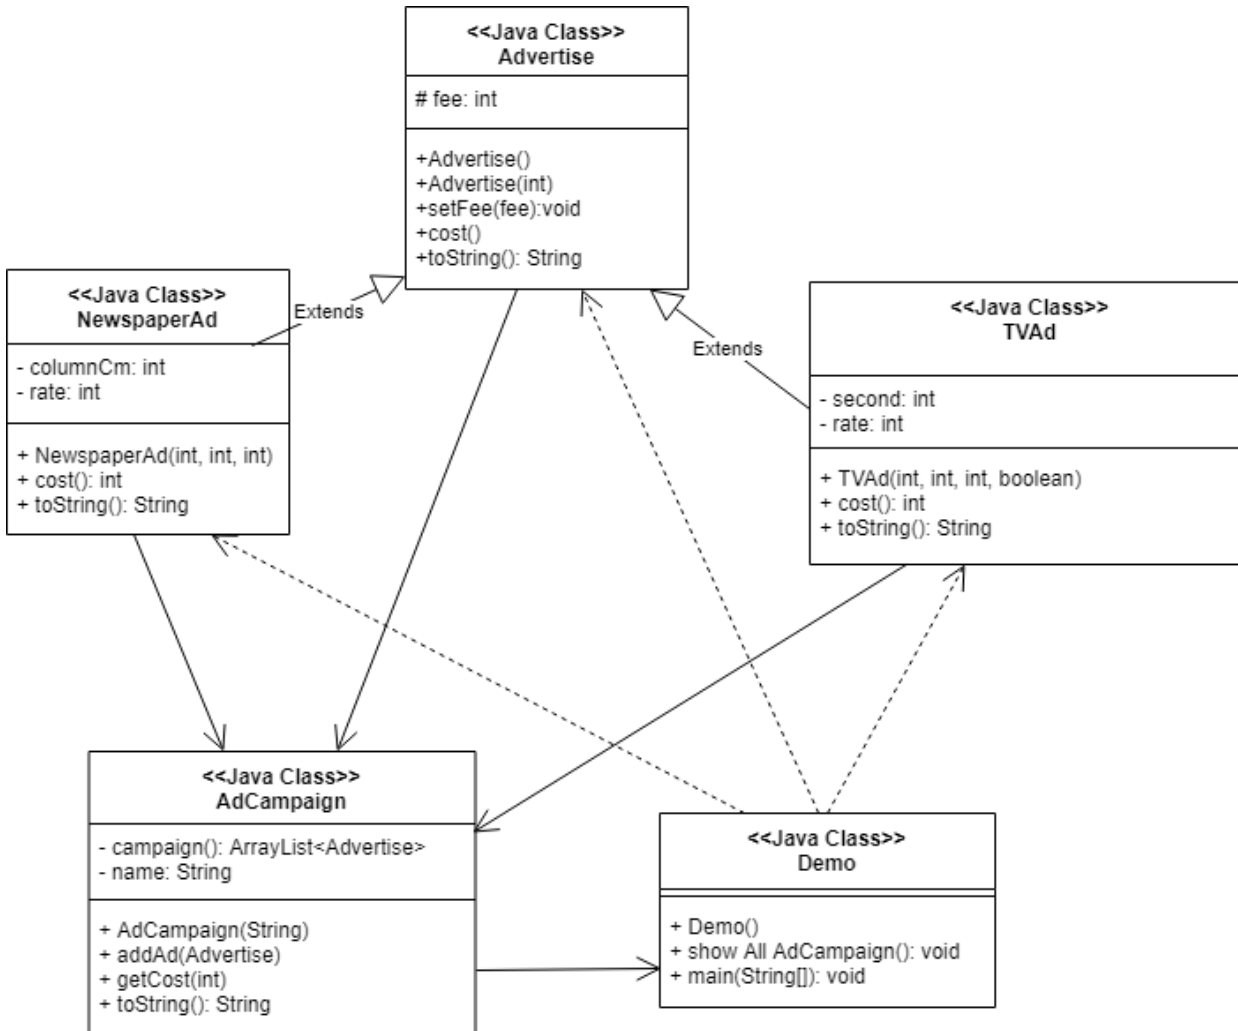 <<Java Class>>
Advertise
# fee: int
+Advertise()
+Advertise(int)
+setFee(fee):void
+cost()
+toString(): String
<<Java Class>>
NewspaperAd
- columnCm: int
- rate: int
+ NewspaperAd(int, int, int)
+ cost(): int
+ toString(): String
Extends
Extends
<<Java Class>>
TVAd
- second: int
- rate: int
+ TVAd(int, int, int, boolean)
+ cost(): int
+ toString(): String
<<Java Class>>
AdCampaign
- campaign(): ArrayList<Advertise>
- name: String
+ AdCampaign(String)
+ addAd(Advertise)
+ getCost(int)
+ toString(): String
<<Java Class>>
Demo
+ Demo()
+ show All AdCampaign(): void
+ main(String[]): void